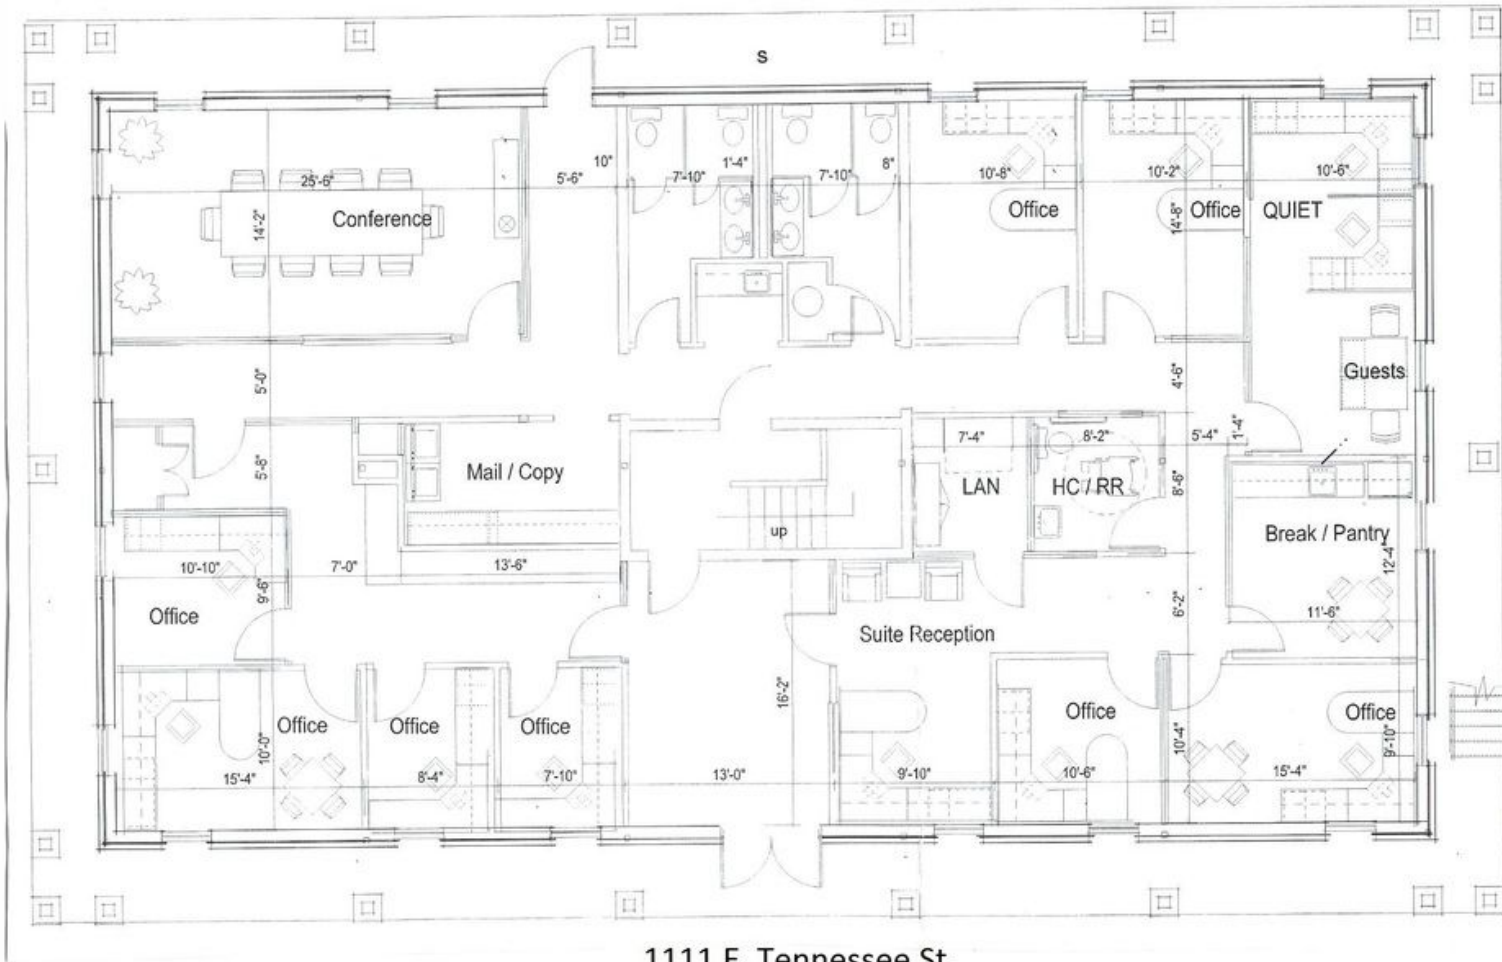 S
10"
1'-4"
8"
25'-6"
5'-6"
7'-10"
7'-10"
10'-8"
10'-2"
10'-6"
Conference
14'-2"
Office
14'-8"
Office
QUIET
5'-0"
4'-6"
Guests
7'-4"
8'-2"
5'-4"
1'-4"
5'-8"
Mail / Copy
LAN
HC / RR
8'-6"
up
Break / Pantry
12'-4"
10'-10"
9'-6"
7'-0"
13'-6"
Office
6'-2"
11'-6"
Suite Reception
16'-2"
Office
Office
Office
Office
Office
10'-0"
10'-4"
9'-10"
15'-4"
8'-4"
7'-10"
13'-0"
9'-10"
10'-6"
15'-4"
1111 E. Tennessee St